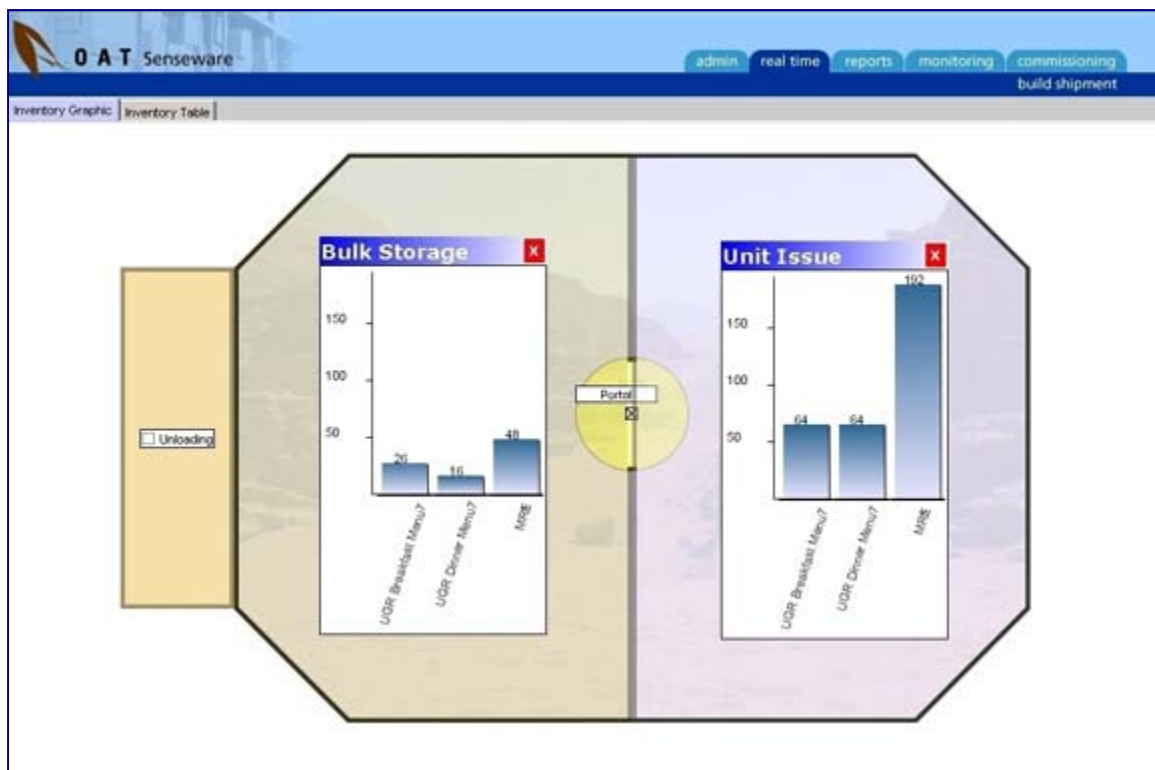 OAT Senseware
admin real time reports monitoring commissioning
build shipment
Inventory Graphic Inventory Table
Bulk Storage X
150
100
50
26
16
48
UGR Breakfast Menu7
UGR Dinner Menu7
MRE
Unloading
Portal
Unit Issue X
150
100
50
64
64
192
UGR Breakfast Menu7
UGR Dinner Menu7
MRE